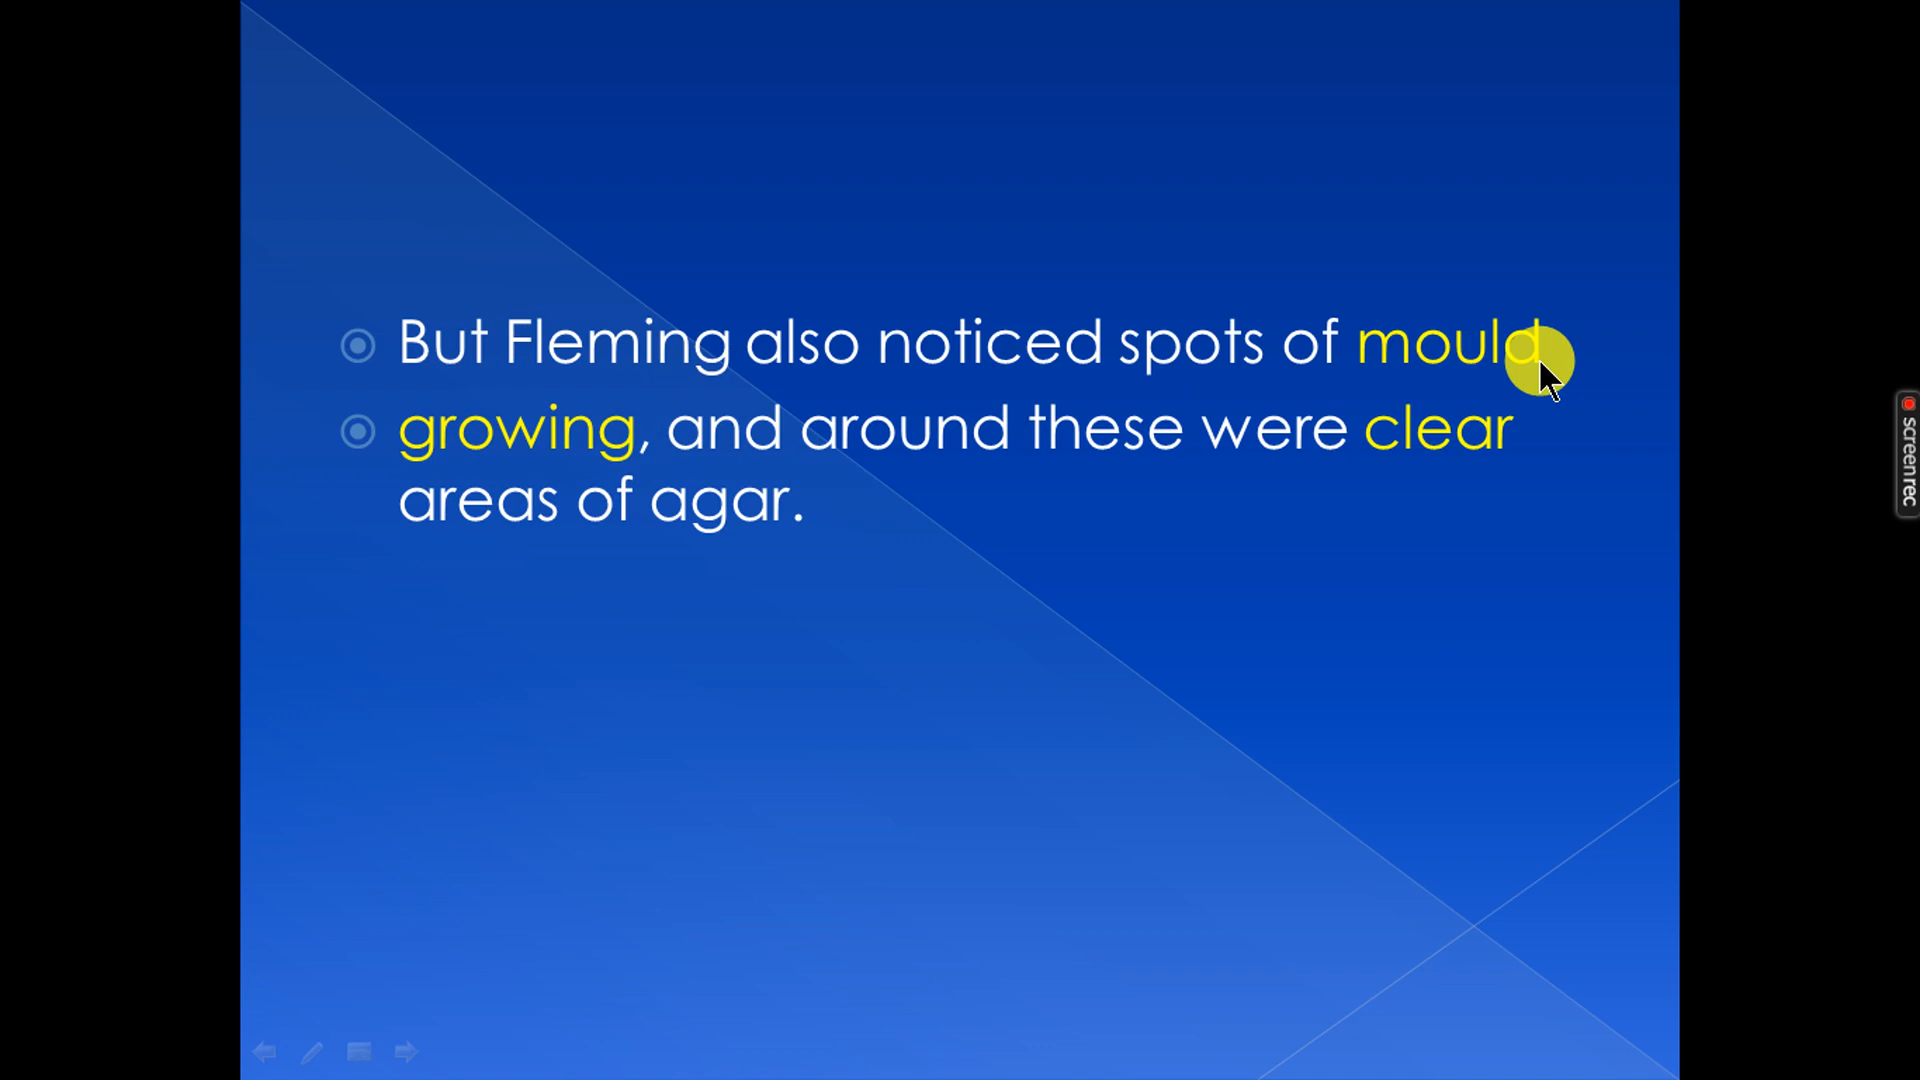 But Fleming also noticed spots of mould
growing, and around these were clear
areas of agar.
screenrec